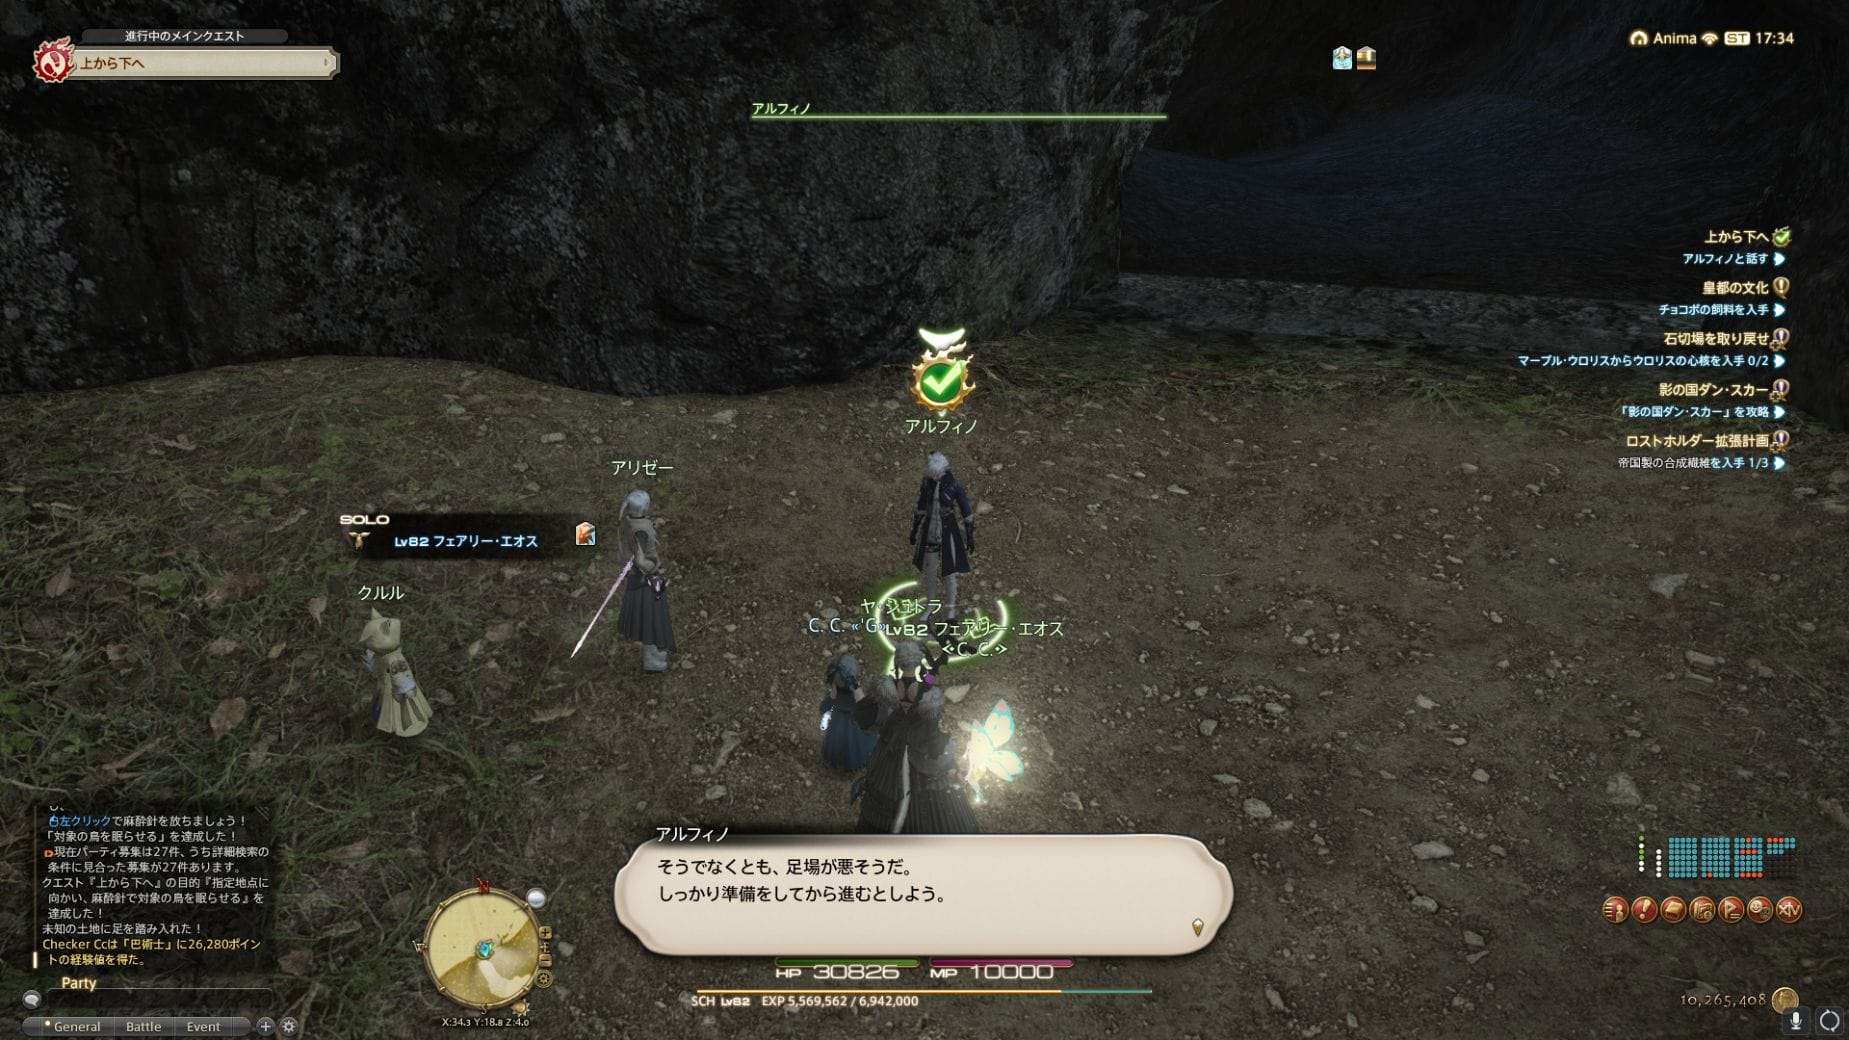 進行中のメインクエスト
上から下へ
Anima ST 17:34
アルフィノ
上から下へ
アルフィノと話す
皇都の文化
チョコボの飼料を入手
石切場を取り戻せ
マーブル・ウロリスからウロリスの心核を入手 0/2
影の国ダン・スカー
「影の国ダン・スカー」を攻略
ロストホルダー拡張計画
帝国製の合成繊維を入手 1/3
アルフィノ
アリゼー
SOLO
Lv82 フェアリー・エオス
クルル
ヤ・シュトラ
C. C. «'G»
Lv82 フェアリー・エオス
C. C.
左クリックで麻酔針を放ちましょう！
「対象の鳥を眠らせる」を達成した！
現在パーティ募集は27件、うち詳細検索の
条件に見合った募集が27件あります。
クエスト『上から下へ』の目的『指定地点に
向かい、麻酔針で対象の鳥を眠らせる』を
達成した！
未知の土地に足を踏み入れた！
Checker Ccは「巴術士」に26,280ポイン
トの経験値を得た。
Party
General Battle Event
N
X:34.3 Y:18.8 Z:4.0
アルフィノ
そうでなくとも、足場が悪そうだ。
しっかり準備をしてから進むとしよう。
HP 30826 MP 10000
SCH Lv82 EXP 5,569,562 / 6,942,000
XIV
10,265,408